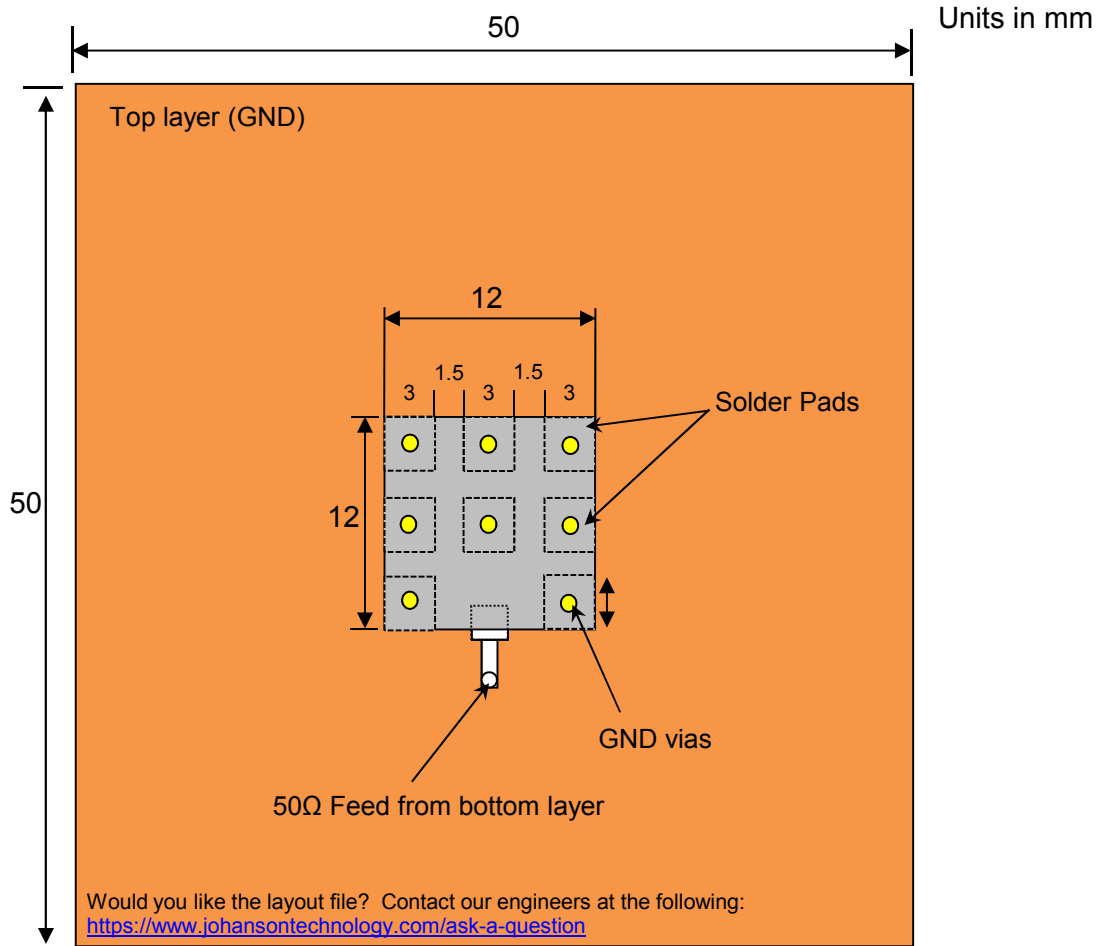 Units in mm
50
Top layer (GND)
12
1.5 1.5
3 3 3
Solder Pads
50
12
GND vias
50Ω Feed from bottom layer
Would you like the layout file? Contact our engineers at the following:
https://www.johansontechnology.com/ask-a-question